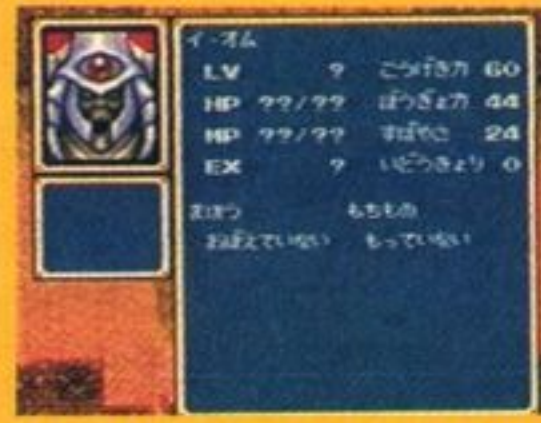 イ・オム
LV ? こうげき力 60
HP ??/?? ぼうぎょ力 44
MP ??/?? すばやさ 24
EX ? いどうきょり 0
まほう もちもの
おぼえていない もっていない